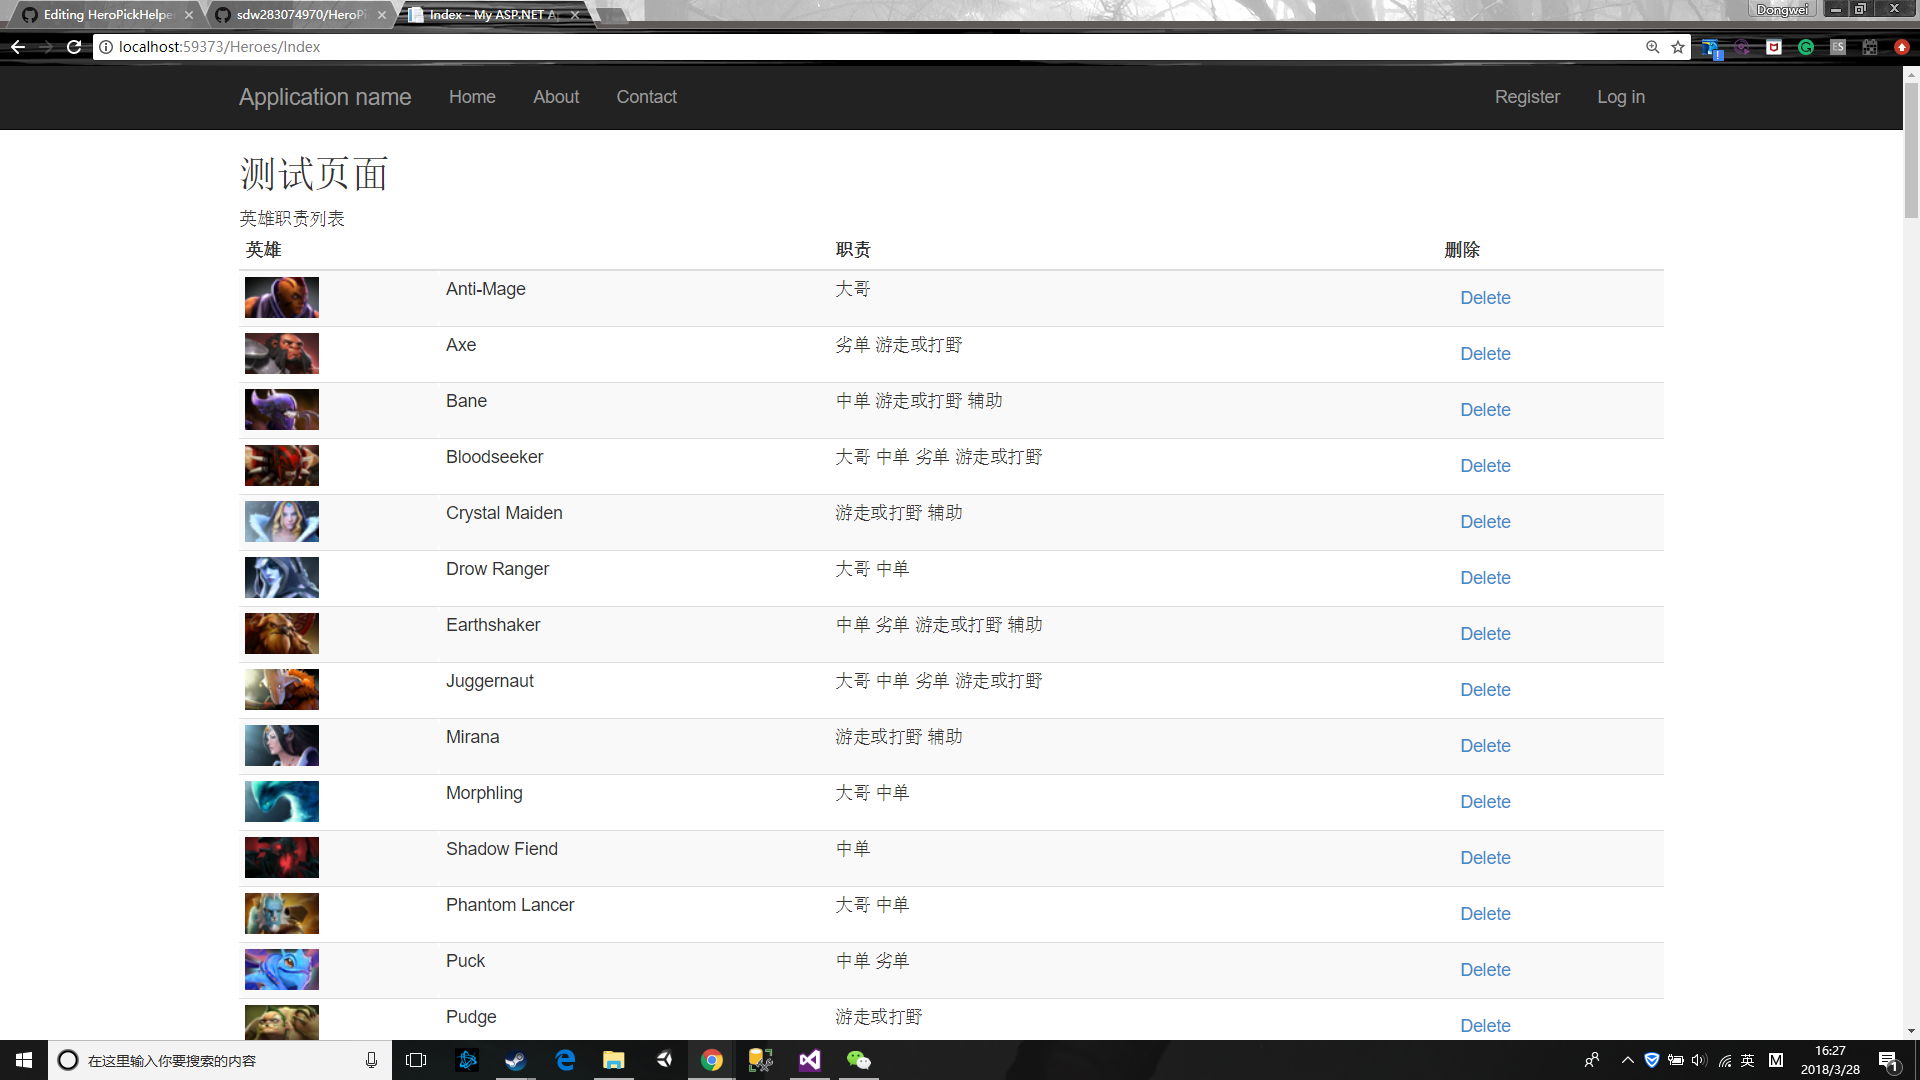 Editing HeroPickHelpe
sdw283074970/HeroPi
Index - My ASP.NET A
Dongwei
localhost:59373/Heroes/Index
Application name Home About Contact Register Log in
测试页面
英雄职责列表
英雄 职责 删除
Anti-Mage 大哥 Delete
Axe 劣单 游走或打野 Delete
Bane 中单 游走或打野 辅助 Delete
Bloodseeker 大哥 中单 劣单 游走或打野 Delete
Crystal Maiden 游走或打野 辅助 Delete
Drow Ranger 大哥 中单 Delete
Earthshaker 中单 劣单 游走或打野 辅助 Delete
Juggernaut 大哥 中单 劣单 游走或打野 Delete
Mirana 游走或打野 辅助 Delete
Morphling 大哥 中单 Delete
Shadow Fiend 中单 Delete
Phantom Lancer 大哥 中单 Delete
Puck 中单 劣单 Delete
Pudge 游走或打野 Delete
在这里输入你要搜索的内容
英 M
16:27
2018/3/28
1